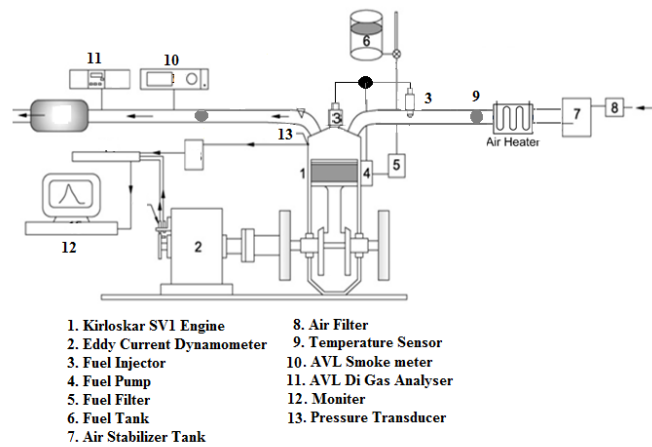 11
10
6
3
9
3
7
8
Air Heater
13
1
4
5
12
2
1. Kirloskar SV1 Engine
2. Eddy Current Dynamometer
3. Fuel Injector
4. Fuel Pump
5. Fuel Filter
6. Fuel Tank
7. Air Stabilizer Tank
8. Air Filter
9. Temperature Sensor
10. AVL Smoke meter
11. AVL Di Gas Analyser
12. Moniter
13. Pressure Transducer